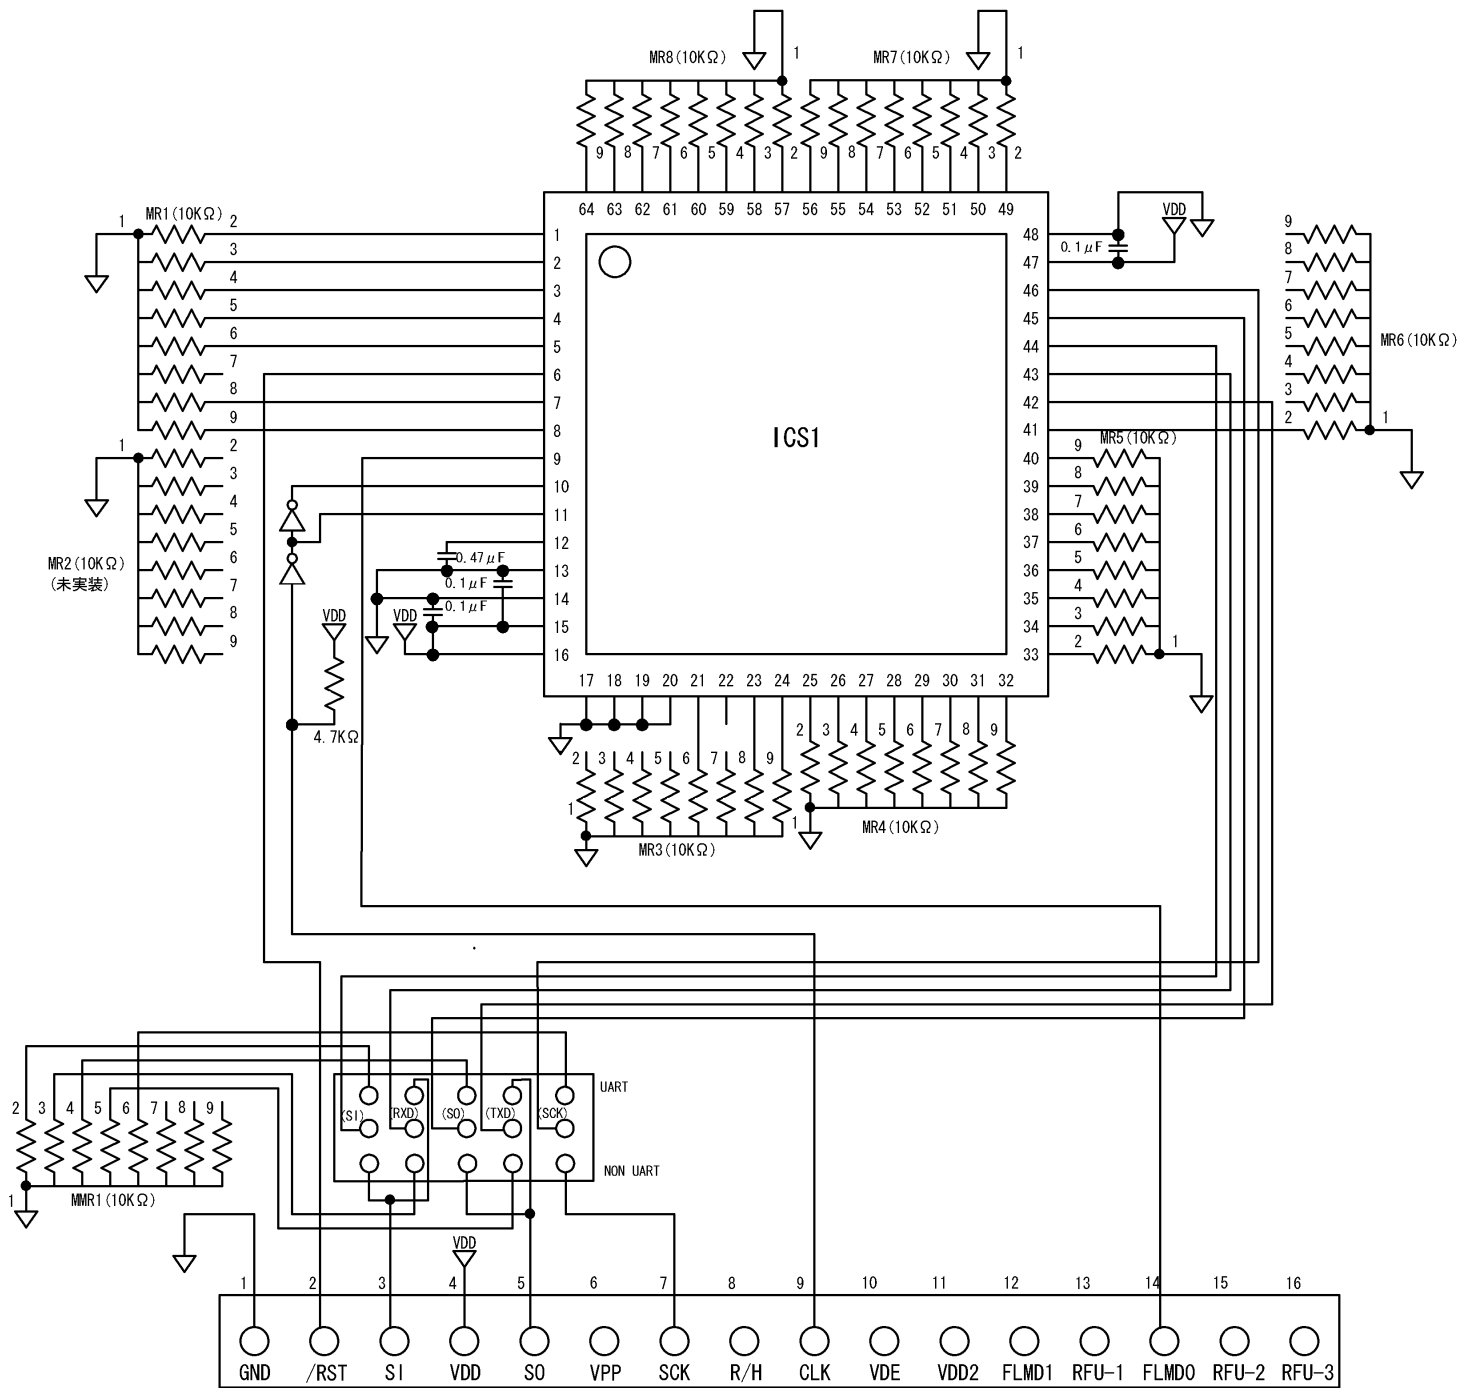 MR8(10KΩ) 1 MR7(10KΩ) 1
9 8 7 6 5 4 3 2 9 8 7 6 5 4 3 2
64 63 62 61 60 59 58 57 56 55 54 53 52 51 50 49
1 MR1(10KΩ) 2
3
4
5
6
7
8
9
1 2
3
4
5
6
7
8
9
MR2(10KΩ)
(未実装)
1
2
3
4
5
6
7
8
9
10
11
12
13
14
15
16
0.47μF
0.1μF
0.1μF
VDD
VDD
4.7KΩ
ICS1
48
47
46
45
44
43
42
41
40
39
38
37
36
35
34
33
0.1μF
VDD
9
8
7
6
5
4
3
2
1
MR6(10KΩ)
MR5(10KΩ)
9
8
7
6
5
4
3
2
1
17 18 19 20 21 22 23 24 25 26 27 28 29 30 31 32
2 3 4 5 6 7 8 9
1
MR3(10KΩ)
2 3 4 5 6 7 8 9
1
MR4(10KΩ)
UART
(SI) (RXD) (SO) (TXD) (SCK)
NON UART
2 3 4 5 6 7 8 9
1
MMR1(10KΩ)
VDD
1 2 3 4 5 6 7 8 9 10 11 12 13 14 15 16
GND /RST SI VDD SO VPP SCK R/H CLK VDE VDD2 FLMD1 RFU-1 FLMD0 RFU-2 RFU-3